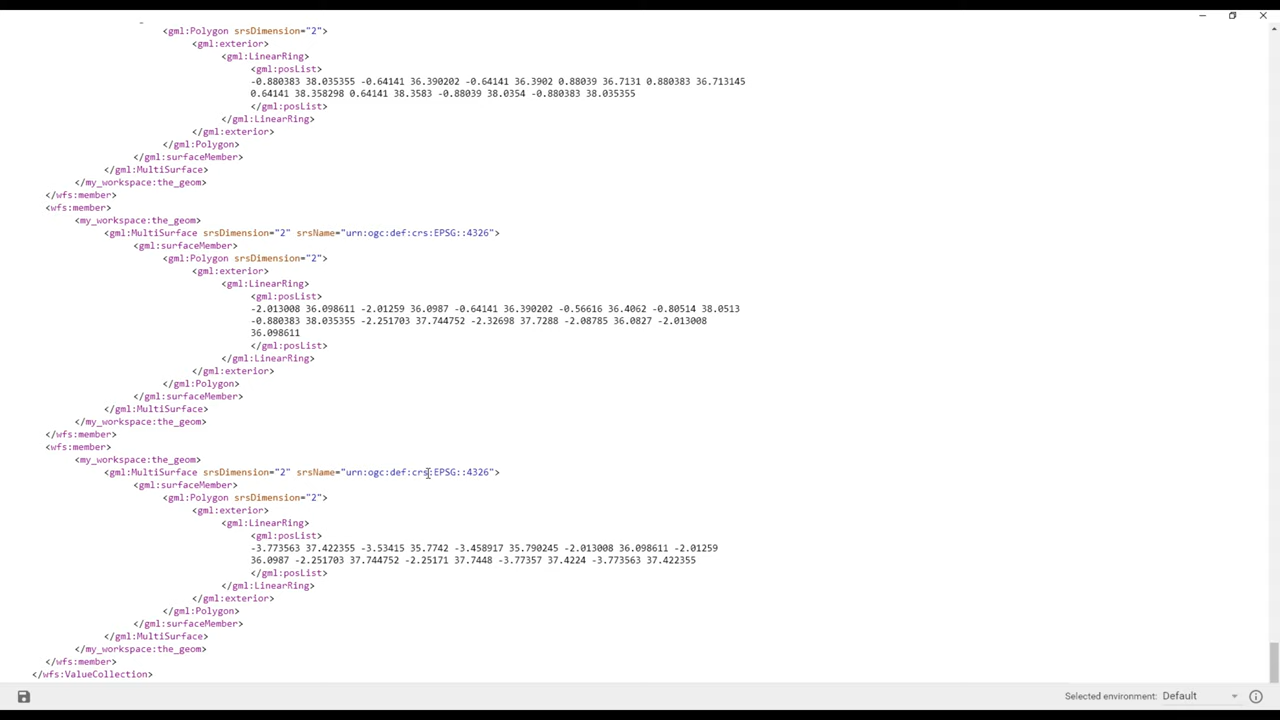 <gml:Polygon srsDimension="2">
<gml:exterior>
<gml:LinearRing>
<gml:posList>
-0.880383 38.035355 -0.64141 36.390202 -0.64141 36.3902 0.88039 36.7131 0.880383 36.713145
0.64141 38.358298 0.64141 38.3583 -0.88039 38.0354 -0.880383 38.035355
</gml:posList>
</gml:LinearRing>
</gml:exterior>
</gml:Polygon>
</gml:surfaceMember>
</gml:MultiSurface>
</my_workspace:the_geom>
</wfs:member>
<wfs:member>
<my_workspace:the_geom>
<gml:MultiSurface srsDimension="2" srsName="urn:ogc:def:crs:EPSG::4326">
<gml:surfaceMember>
<gml:Polygon srsDimension="2">
<gml:exterior>
<gml:LinearRing>
<gml:posList>
-2.013008 36.098611 -2.01259 36.0987 -0.64141 36.390202 -0.56616 36.4062 -0.80514 38.0513
-0.880383 38.035355 -2.251703 37.744752 -2.32698 37.7288 -2.08785 36.0827 -2.013008
36.098611
</gml:posList>
</gml:LinearRing>
</gml:exterior>
</gml:Polygon>
</gml:surfaceMember>
</gml:MultiSurface>
</my_workspace:the_geom>
</wfs:member>
<wfs:member>
<my_workspace:the_geom>
<gml:MultiSurface srsDimension="2" srsName="urn:ogc:def:crs:EPSG::4326">
<gml:surfaceMember>
<gml:Polygon srsDimension="2">
<gml:exterior>
<gml:LinearRing>
<gml:posList>
-3.773563 37.422355 -3.53415 35.7742 -3.458917 35.790245 -2.013008 36.098611 -2.01259
36.0987 -2.251703 37.744752 -2.25171 37.7448 -3.77357 37.4224 -3.773563 37.422355
</gml:posList>
</gml:LinearRing>
</gml:exterior>
</gml:Polygon>
</gml:surfaceMember>
</gml:MultiSurface>
</my_workspace:the_geom>
</wfs:member>
</wfs:ValueCollection>
Selected environment: Default